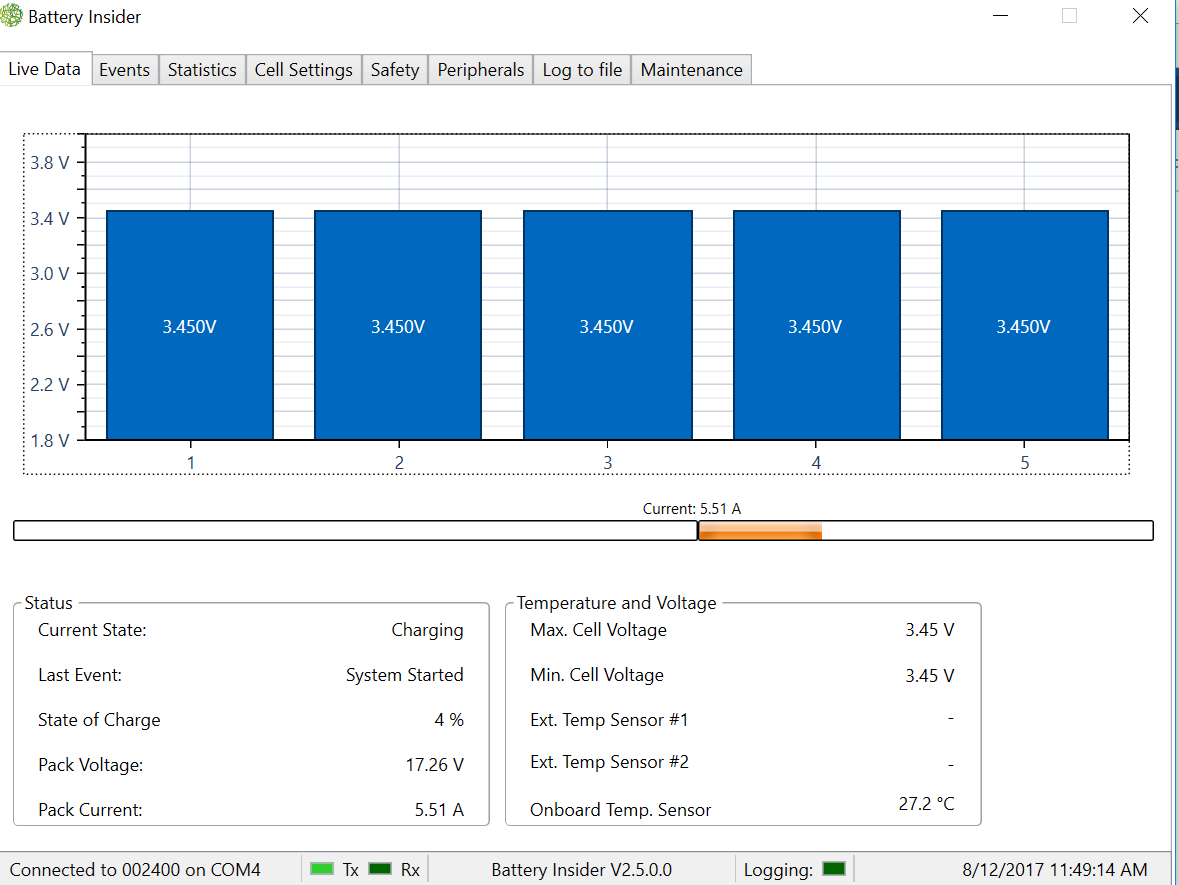 Battery Insider
Live Data Events Statistics Cell Settings Safety Peripherals Log to file Maintenance
3.8 V
3.4 V
3.0 V
2.6 V
2.2 V
1.8 V
3.450V 3.450V 3.450V 3.450V 3.450V
1 2 3 4 5
Current: 5.51 A
Status
Current State: Charging
Last Event: System Started
State of Charge 4 %
Pack Voltage: 17.26 V
Pack Current: 5.51 A
Temperature and Voltage
Max. Cell Voltage 3.45 V
Min. Cell Voltage 3.45 V
Ext. Temp Sensor #1 -
Ext. Temp Sensor #2 -
Onboard Temp. Sensor 27.2 °C
Connected to 002400 on COM4 Tx Rx Battery Insider V2.5.0.0 Logging: 8/12/2017 11:49:14 AM